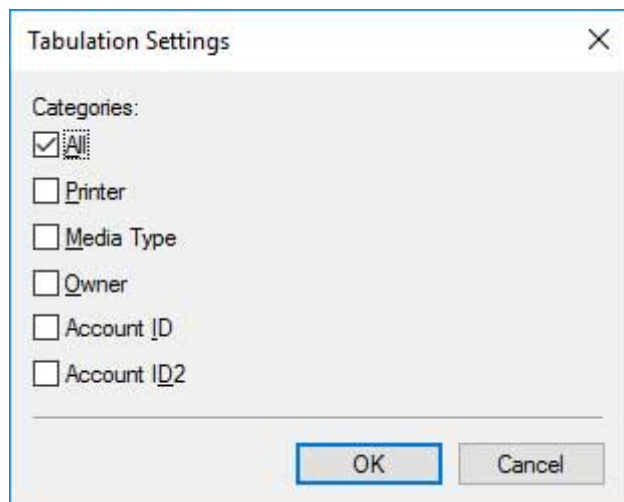 Tabulation Settings
Categories:
All
Printer
Media Type
Owner
Account ID
Account ID2
OK Cancel